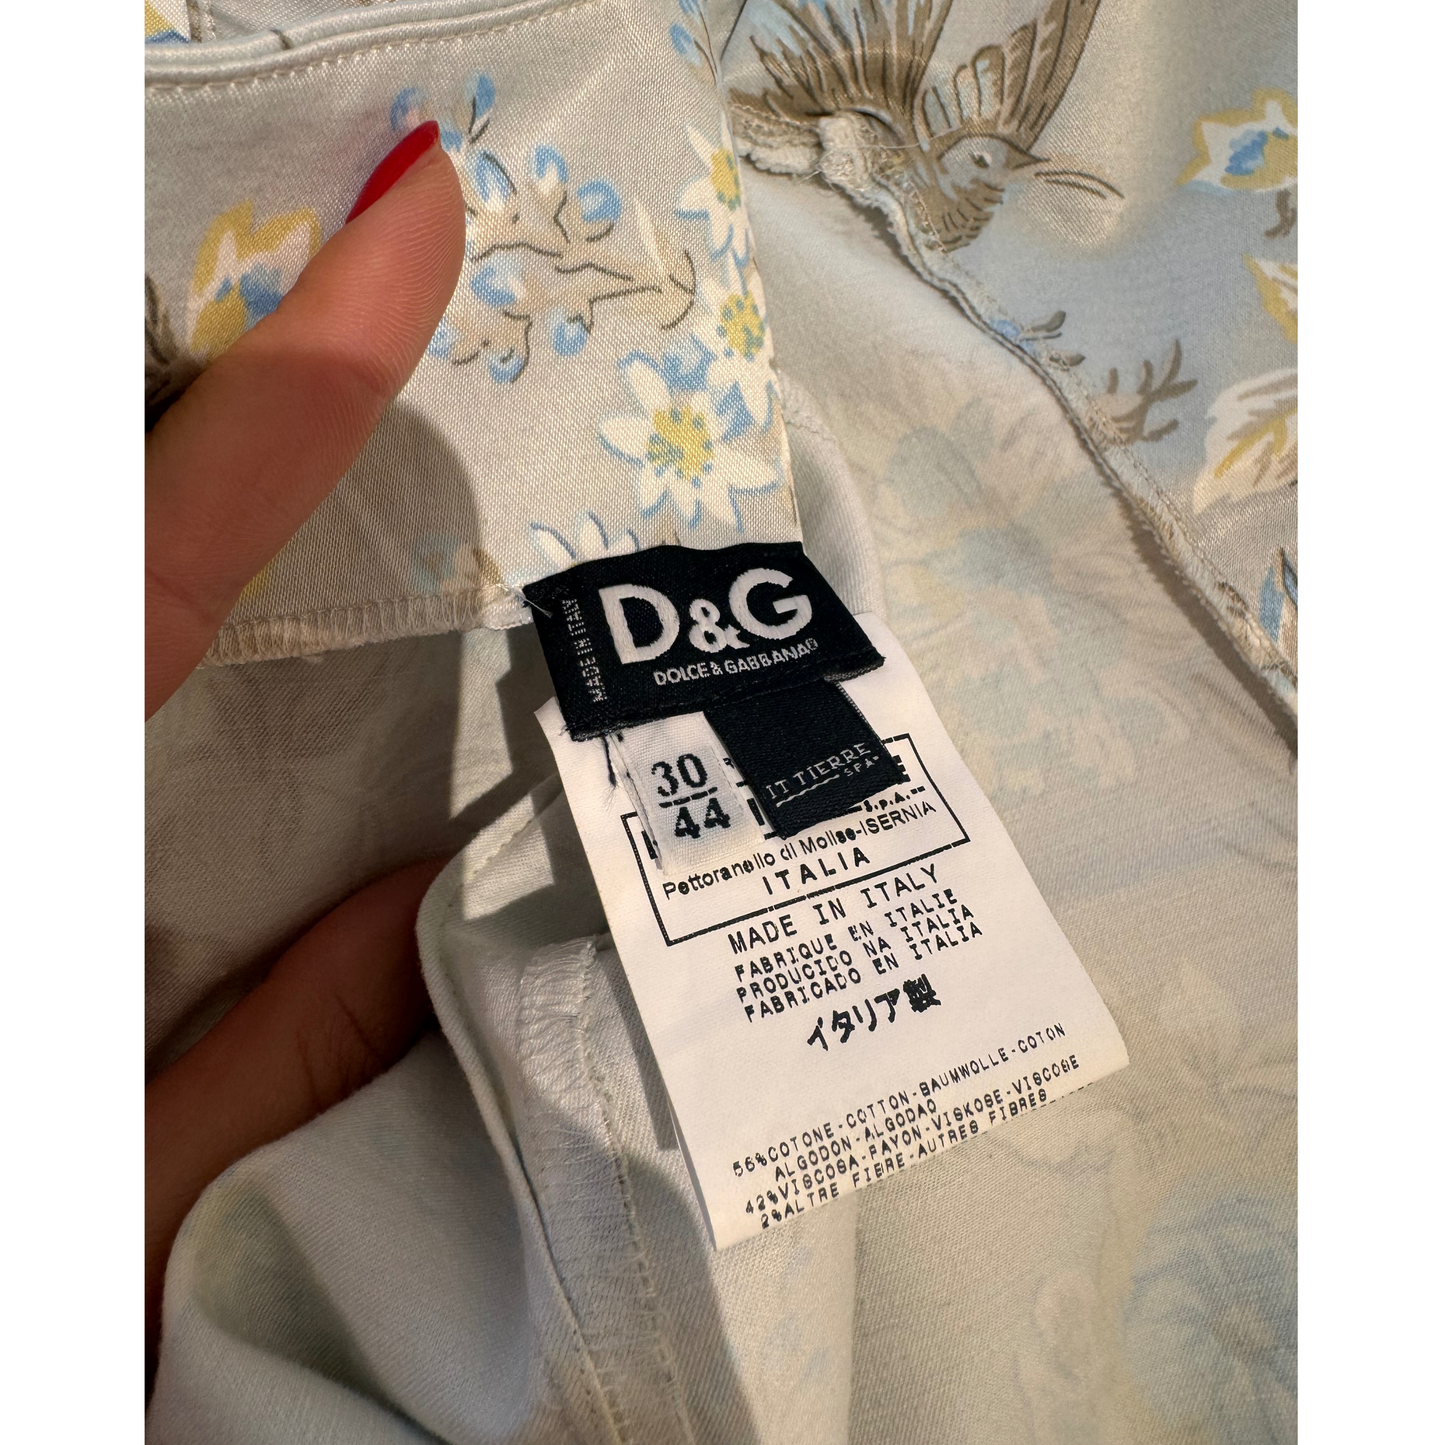 MADE IN ITALY
D&G
DOLCE & GABBANA®
30
44
IT TIERRE
SPA
S.p.A.
Pettoranello di Molise-ISERNIA
ITALIA
MADE IN ITALY
FABRIQUE EN ITALIE
PRODUCIDO NA ITALIA
FABRICADO EN ITALIA
イタリア製
56%COTONE-COTTON-BAUMWOLLE-COTON
ALGODON-ALGODAO
42%VISCOSA-RAYON-VISKOSE-VISCOSE
2%ALTRE FIBRE-AUTRES FIBRES